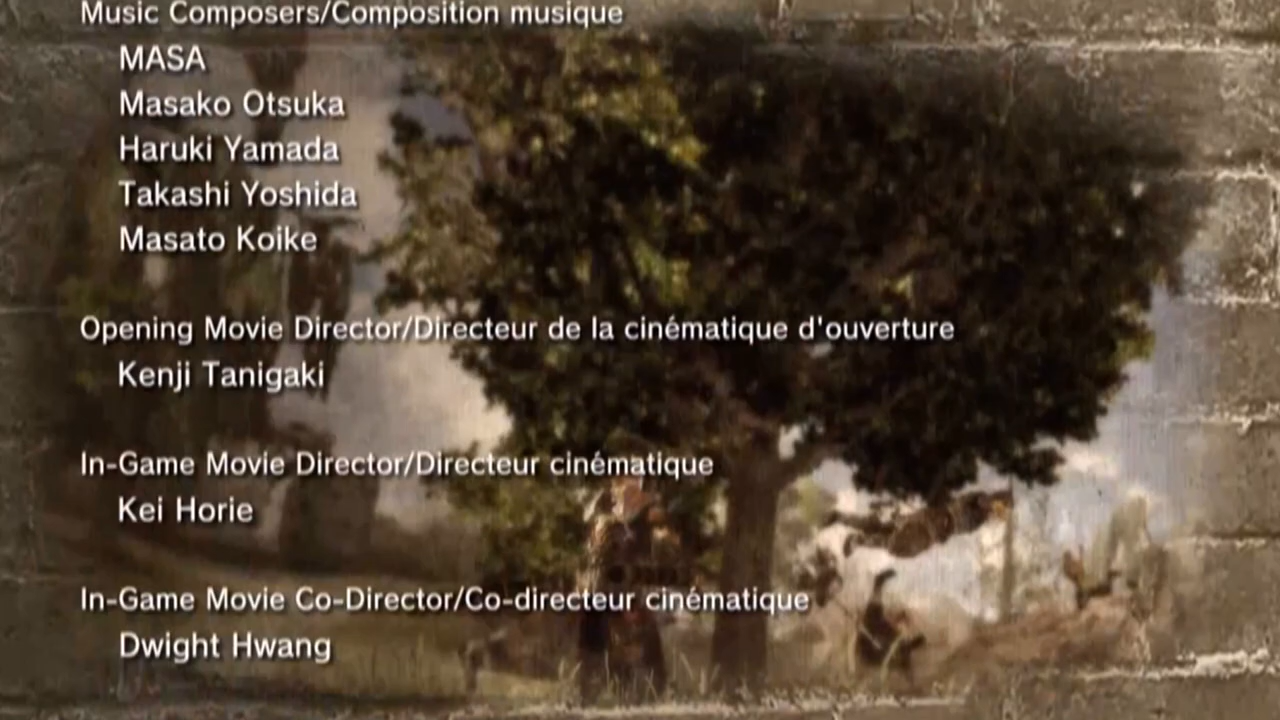 Music Composers/Composition musique
MASA
Masako Otsuka
Haruki Yamada
Takashi Yoshida
Masato Koike
Opening Movie Director/Directeur de la cinématique d'ouverture
Kenji Tanigaki
In-Game Movie Director/Directeur cinématique
Kei Horie
In-Game Movie Co-Director/Co-directeur cinématique
Dwight Hwang